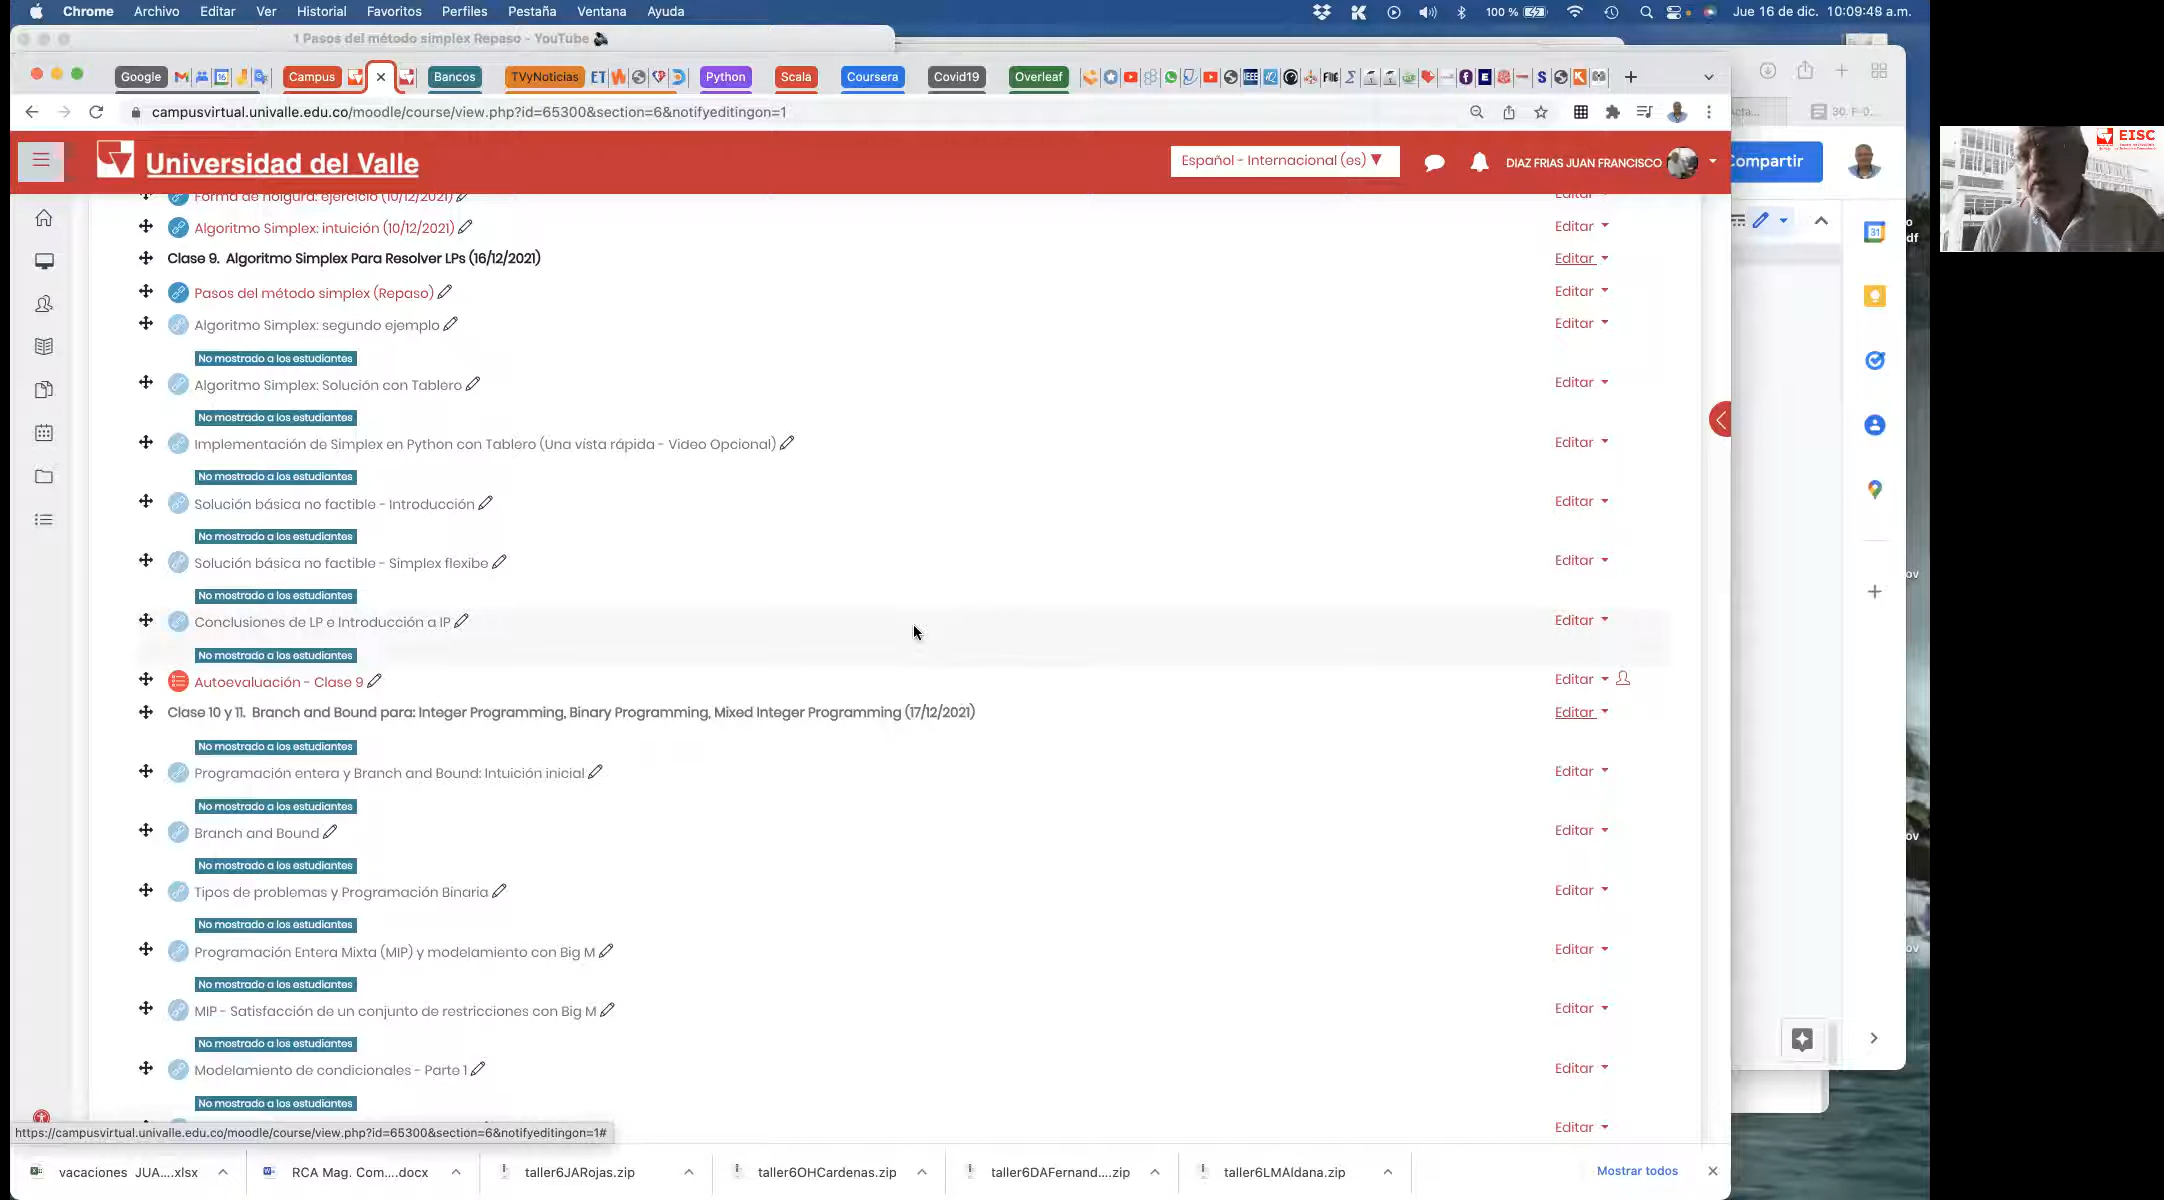 Chrome Archivo Editar Ver Historial Favoritos Perfiles Pestaña Ventana Ayuda 100 % Jue 16 de dic. 10:09:48 a.m.
1 Pasos del método simplex Repaso - YouTube
Google Campus Bancos TVyNoticias Python Scala Coursera Covid19 Overleaf
campusvirtual.univalle.edu.co/moodle/course/view.php?id=65300&section=6&notifyeditingon=1
Universidad del Valle Español - Internacional (es) ▼ DIAZ FRIAS JUAN FRANCISCO
EISC
Compartir
Forma de holgura: ejercicio (10/12/2021) Editar
Algoritmo Simplex: intuición (10/12/2021) Editar
Clase 9. Algoritmo Simplex Para Resolver LPs (16/12/2021) Editar
Pasos del método simplex (Repaso) Editar
Algoritmo Simplex: segundo ejemplo Editar
No mostrado a los estudiantes
Algoritmo Simplex: Solución con Tablero Editar
No mostrado a los estudiantes
Implementación de Simplex en Python con Tablero (Una vista rápida - Video Opcional) Editar
No mostrado a los estudiantes
Solución básica no factible - Introducción Editar
No mostrado a los estudiantes
Solución básica no factible - Simplex flexibe Editar
No mostrado a los estudiantes
Conclusiones de LP e Introducción a IP Editar
No mostrado a los estudiantes
Autoevaluación - Clase 9 Editar
Clase 10 y 11. Branch and Bound para: Integer Programming, Binary Programming, Mixed Integer Programming (17/12/2021) Editar
No mostrado a los estudiantes
Programación entera y Branch and Bound: Intuición inicial Editar
No mostrado a los estudiantes
Branch and Bound Editar
No mostrado a los estudiantes
Tipos de problemas y Programación Binaria Editar
No mostrado a los estudiantes
Programación Entera Mixta (MIP) y modelamiento con Big M Editar
No mostrado a los estudiantes
MIP - Satisfacción de un conjunto de restricciones con Big M Editar
No mostrado a los estudiantes
Modelamiento de condicionales - Parte 1 Editar
No mostrado a los estudiantes
Editar
https://campusvirtual.univalle.edu.co/moodle/course/view.php?id=65300&section=6&notifyeditingon=1#
vacaciones JUA....xlsx RCA Mag. Com....docx taller6JARojas.zip taller6OHCardenas.zip taller6DAFernand....zip taller6LMAldana.zip Mostrar todos